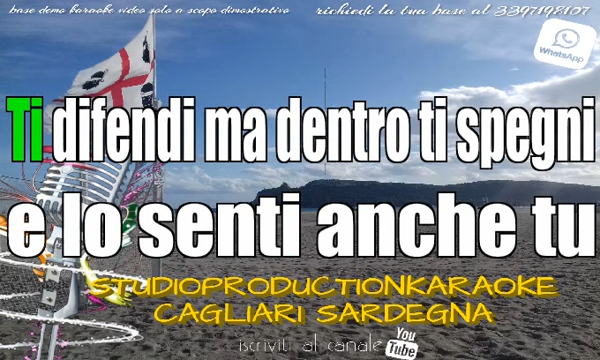 base demo karaoke video solo a scopo dimostrativo
richiedi la tua base al 3397198107
WhatsApp
Ti difendi ma dentro ti spegni
e lo senti anche tu
STUDIOPRODUCTIONKARAOKE
CAGLIARI SARDEGNA
iscriviti al canale You Tube